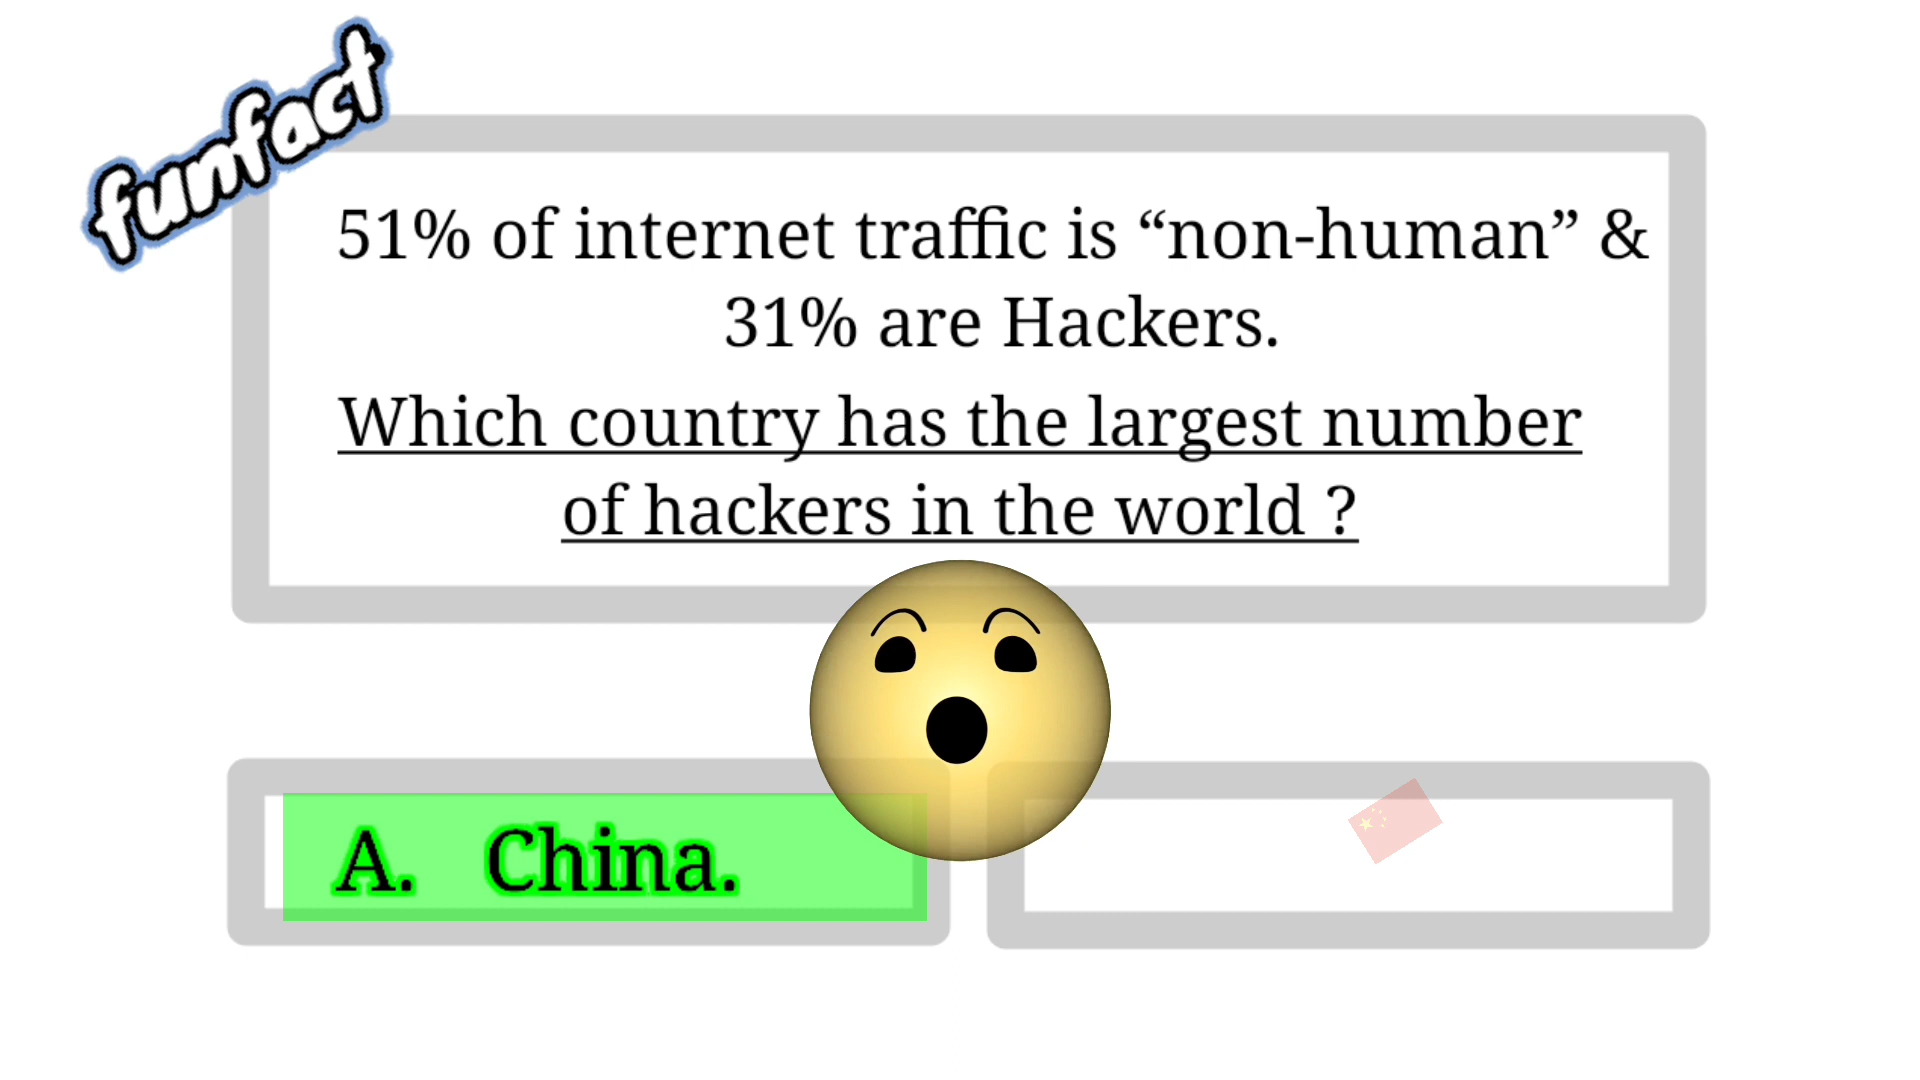 funfact
51% of internet traffic is “non-human” &
31% are Hackers.
Which country has the largest number
of hackers in the world ?
A. China.